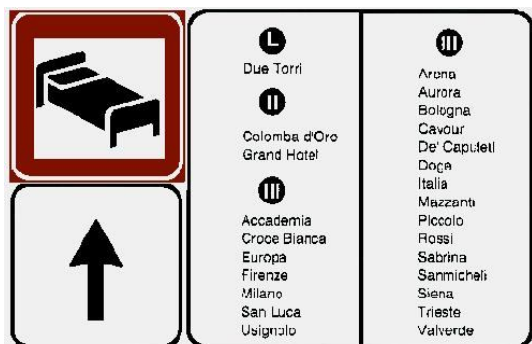 L
Due Torri
II
Colomba d'Oro
Grand Hotel
III
Accademia
Croce Bianca
Europa
Firenze
Milano
San Luca
Usignolo
III
Arena
Aurora
Bologna
Cavour
De' Capuleti
Doge
Italia
Mazzanti
Piccolo
Rossi
Sabrina
Sanmicheli
Siena
Trieste
Valverde